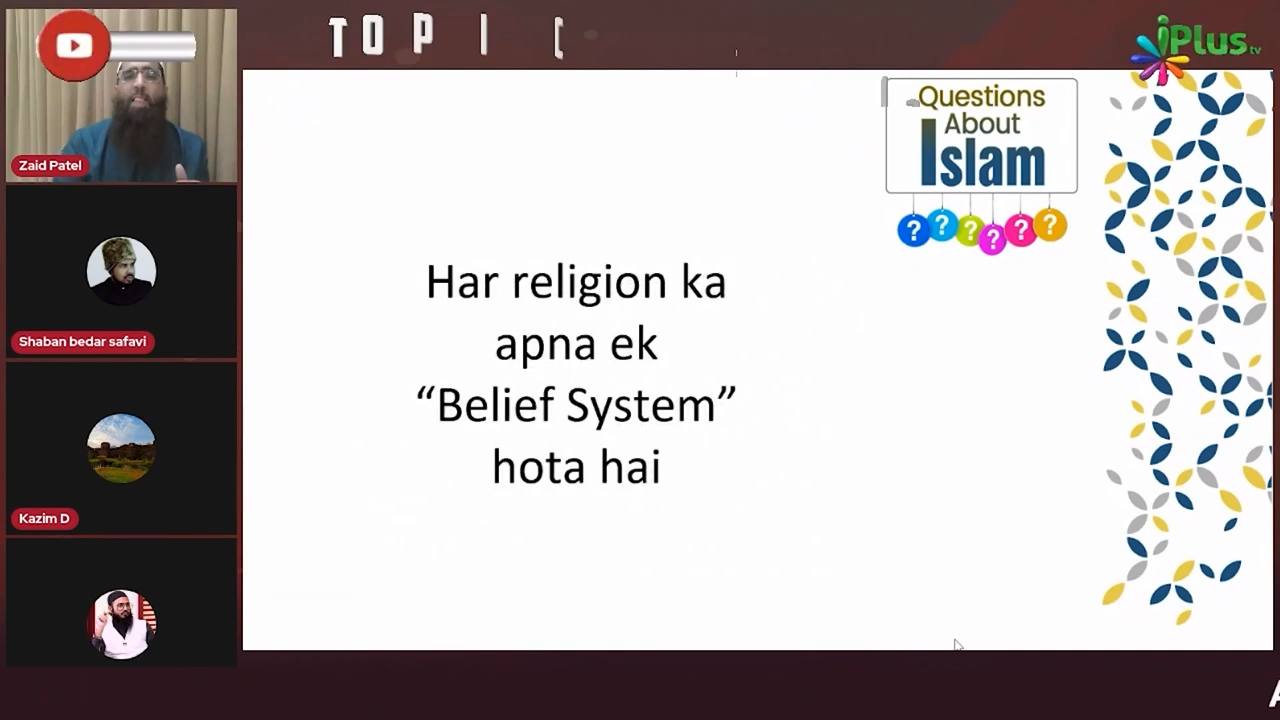 TOPIC
iPlus tv
Zaid Patel
Questions
About
Islam
? ? ? ? ? ?
Har religion ka
apna ek
“Belief System”
hota hai
Shaban bedar safavi
Kazim D